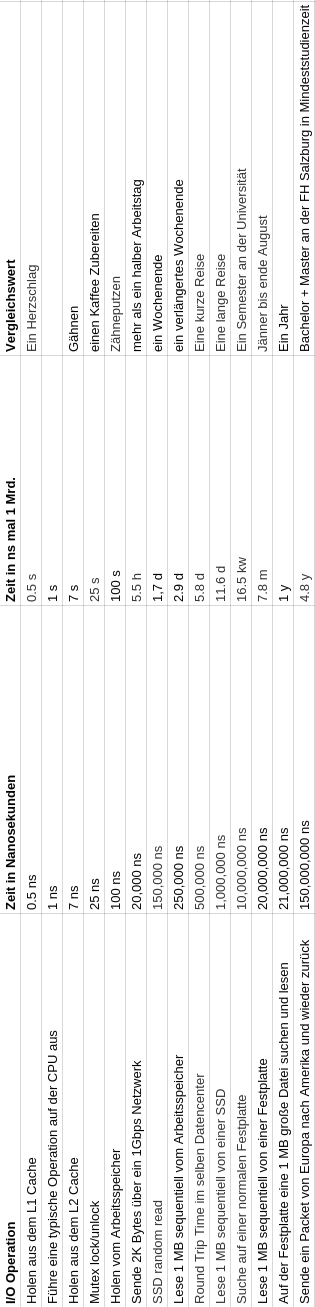 I/O Operation Zeit in Nanosekunden Zeit in ns mal 1 Mrd. Vergleichswert
Holen aus dem L1 Cache 0.5 ns 0.5 s Ein Herzschlag
Führe eine typische Operation auf der CPU aus 1 ns 1 s
Holen aus dem L2 Cache 7 ns 7 s Gähnen
Mutex lock/unlock 25 ns 25 s einen Kaffee Zubereiten
Holen vom Arbeitsspeicher 100 ns 100 s Zähneputzen
Sende 2K Bytes über ein 1Gbps Netzwerk 20,000 ns 5.5 h mehr als ein halber Arbeitstag
SSD random read 150,000 ns 1,7 d ein Wochenende
Lese 1 MB sequentiell vom Arbeitsspeicher 250,000 ns 2.9 d ein verlängertes Wochenende
Round Trip Time im selben Datencenter 500,000 ns 5.8 d Eine kurze Reise
Lese 1 MB sequentiell von einer SSD 1,000,000 ns 11.6 d Eine lange Reise
Suche auf einer normalen Festplatte 10,000,000 ns 16.5 kw Ein Semester an der Universität
Lese 1 MB sequentiell von einer Festplatte 20,000,000 ns 7.8 m Jänner bis ende August
Auf der Festplatte eine 1 MB große Datei suchen und lesen 21,000,000 ns 1 y Ein Jahr
Sende ein Packet von Europa nach Amerika und wieder zurück 150,000,000 ns 4.8 y Bachelor + Master an der FH Salzburg in Mindeststudienzeit